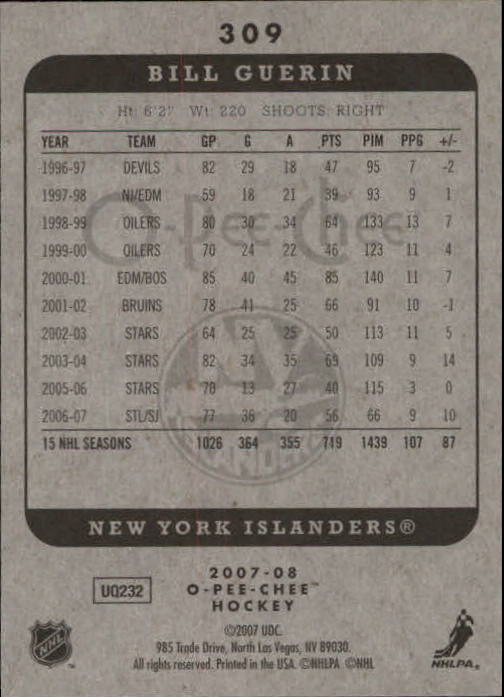 309
BILL GUERIN
Ht: 6'2" Wt: 220 SHOOTS: RIGHT
YEAR TEAM GP G A PTS PIM PPG +/-
1996-97 DEVILS 82 29 18 47 95 7 -2
1997-98 NJ/EDM 59 18 21 39 93 9 1
1998-99 OILERS 80 30 34 64 133 13 7
1999-00 OILERS 70 24 22 46 123 11 4
2000-01 EDM/BOS 85 40 45 85 140 11 7
2001-02 BRUINS 78 41 25 66 91 10 -1
2002-03 STARS 64 25 25 50 113 11 5
2003-04 STARS 82 34 35 69 109 9 14
2005-06 STARS 70 13 27 40 115 3 0
2006-07 STL/SJ 77 36 20 56 66 9 10
15 NHL SEASONS 1026 364 355 719 1439 107 87
O-Pee-Chee
ISLANDERS
NEW YORK ISLANDERS®
UQ232
2007-08
O-PEE-CHEE™
HOCKEY
©2007 UDC.
985 Trade Drive, North Las Vegas, NV 89030.
All rights reserved. Printed in the USA. ©NHLPA ©NHL
NHL
NHLPA®